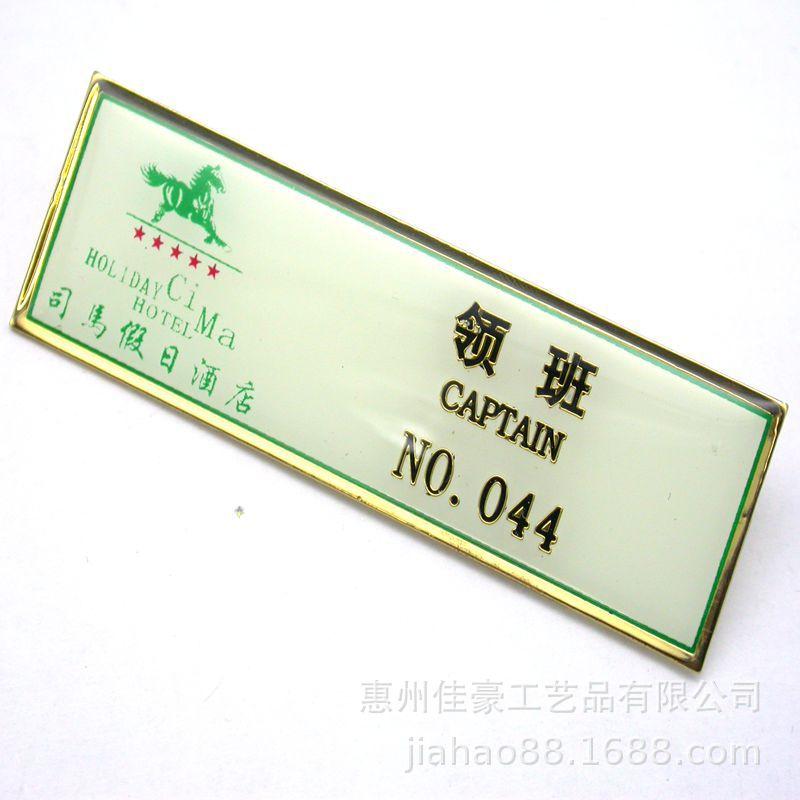 HOLIDAY CiMa
HOTEL
司馬假日酒店
领班
CAPTAIN
NO. 044
惠州佳豪工艺品有限公司
jiahao88.1688.com